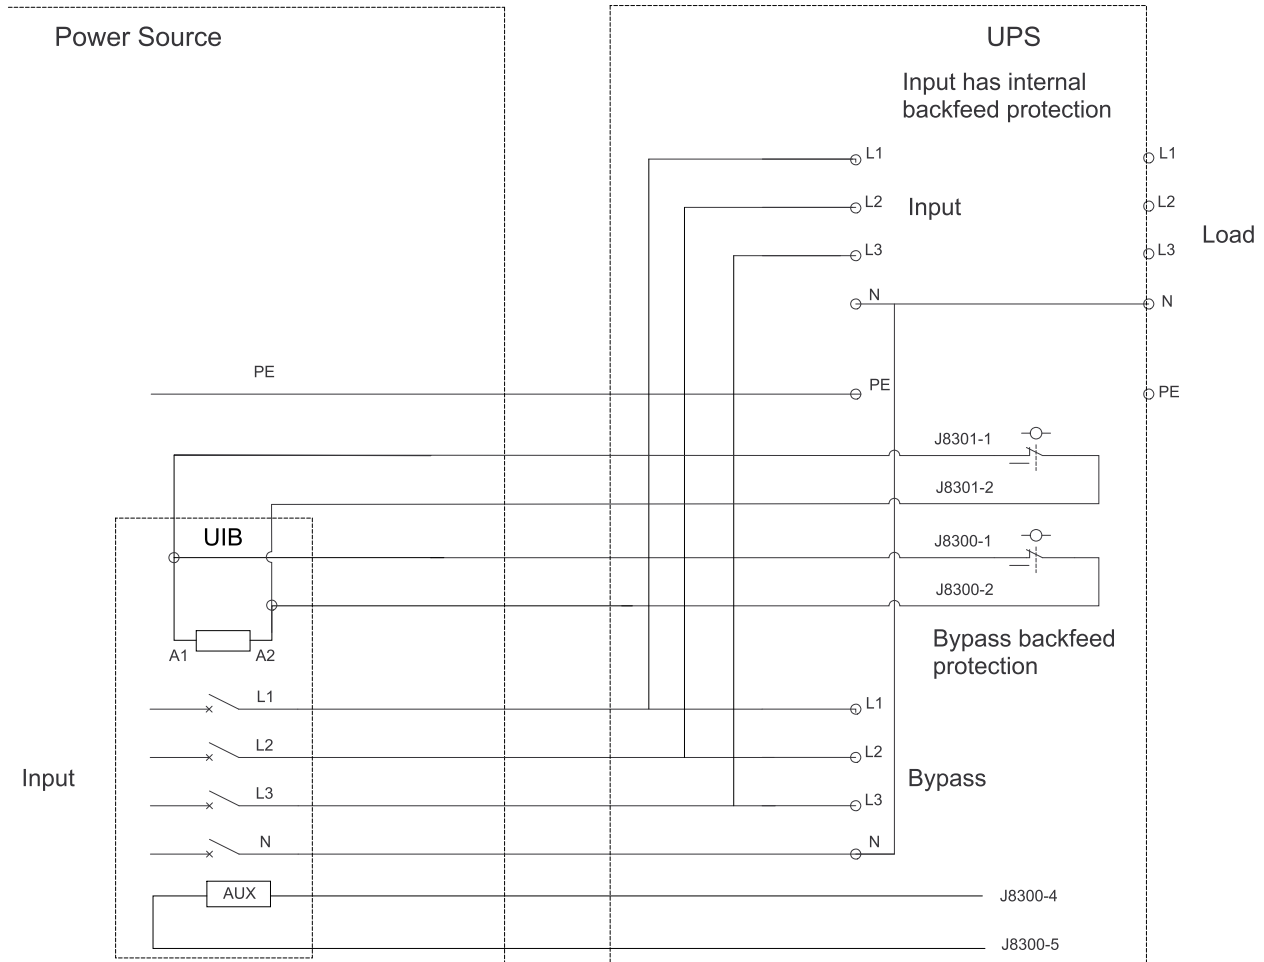 Power Source
UPS
Input has internal
backfeed protection
L1
L1
L2
Input
L2
Load
L3
L3
N
N
PE
PE
PE
J8301-1
J8301-2
UIB
J8300-1
J8300-2
Bypass backfeed
protection
A1
A2
L1
L1
L2
L2
Input
Bypass
L3
L3
N
N
AUX
J8300-4
J8300-5